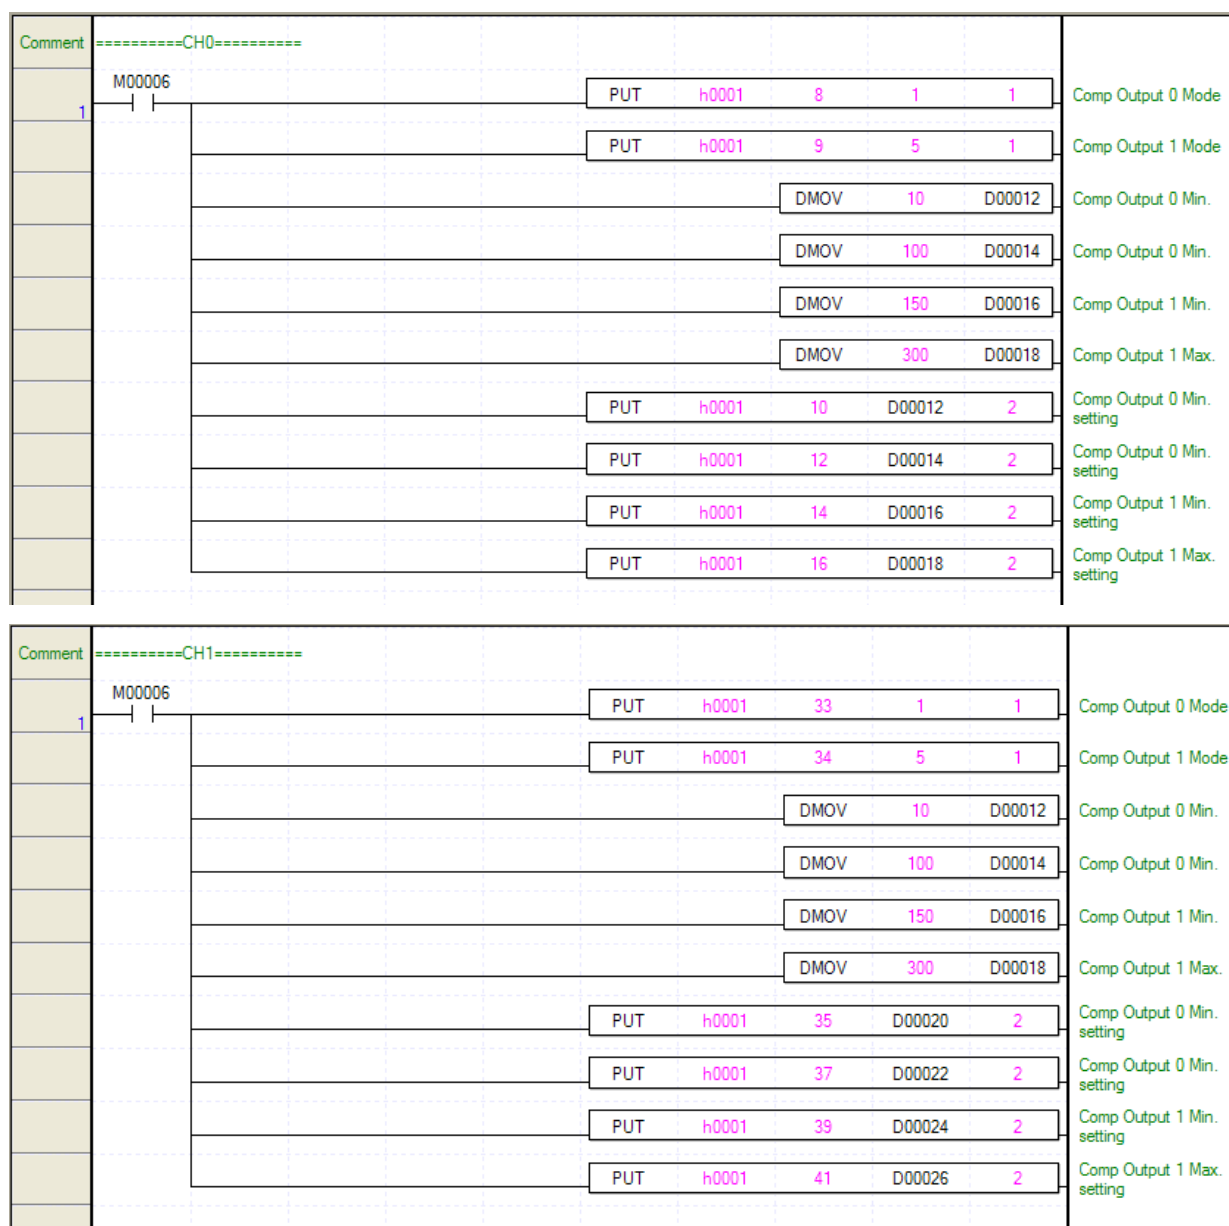 Comment ==========CH0==========
M00006
1 PUT h0001 8 1 1 Comp Output 0 Mode
PUT h0001 9 5 1 Comp Output 1 Mode
DMOV 10 D00012 Comp Output 0 Min.
DMOV 100 D00014 Comp Output 0 Min.
DMOV 150 D00016 Comp Output 1 Min.
DMOV 300 D00018 Comp Output 1 Max.
PUT h0001 10 D00012 2 Comp Output 0 Min.
setting
PUT h0001 12 D00014 2 Comp Output 0 Min.
setting
PUT h0001 14 D00016 2 Comp Output 1 Min.
setting
PUT h0001 16 D00018 2 Comp Output 1 Max.
setting
Comment ==========CH1==========
M00006
1 PUT h0001 33 1 1 Comp Output 0 Mode
PUT h0001 34 5 1 Comp Output 1 Mode
DMOV 10 D00012 Comp Output 0 Min.
DMOV 100 D00014 Comp Output 0 Min.
DMOV 150 D00016 Comp Output 1 Min.
DMOV 300 D00018 Comp Output 1 Max.
PUT h0001 35 D00020 2 Comp Output 0 Min.
setting
PUT h0001 37 D00022 2 Comp Output 0 Min.
setting
PUT h0001 39 D00024 2 Comp Output 1 Min.
setting
PUT h0001 41 D00026 2 Comp Output 1 Max.
setting